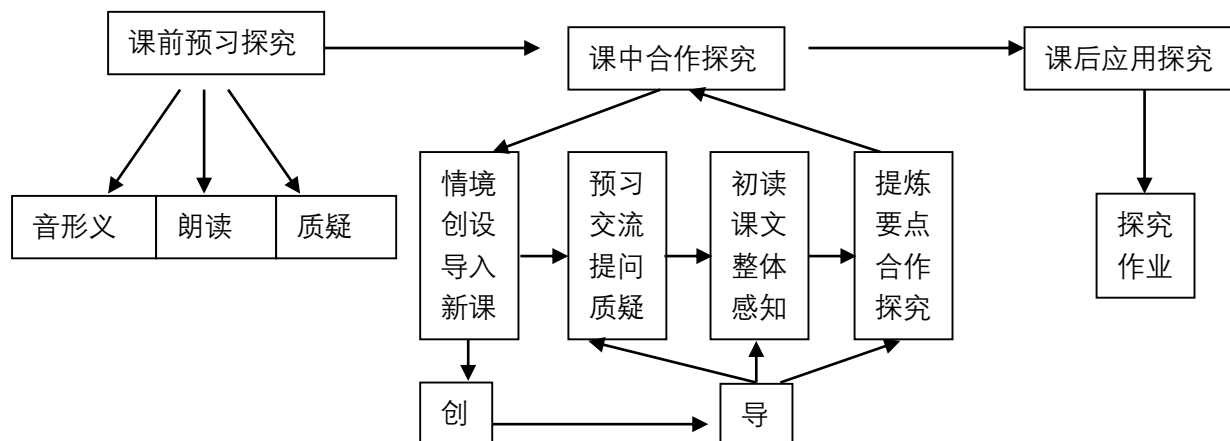 课前预习探究
课中合作探究
课后应用探究
音形义
朗读
质疑
情境
创设
导入
新课
预习
交流
提问
质疑
初读
课文
整体
感知
提炼
要点
合作
探究
探究
作业
创
导